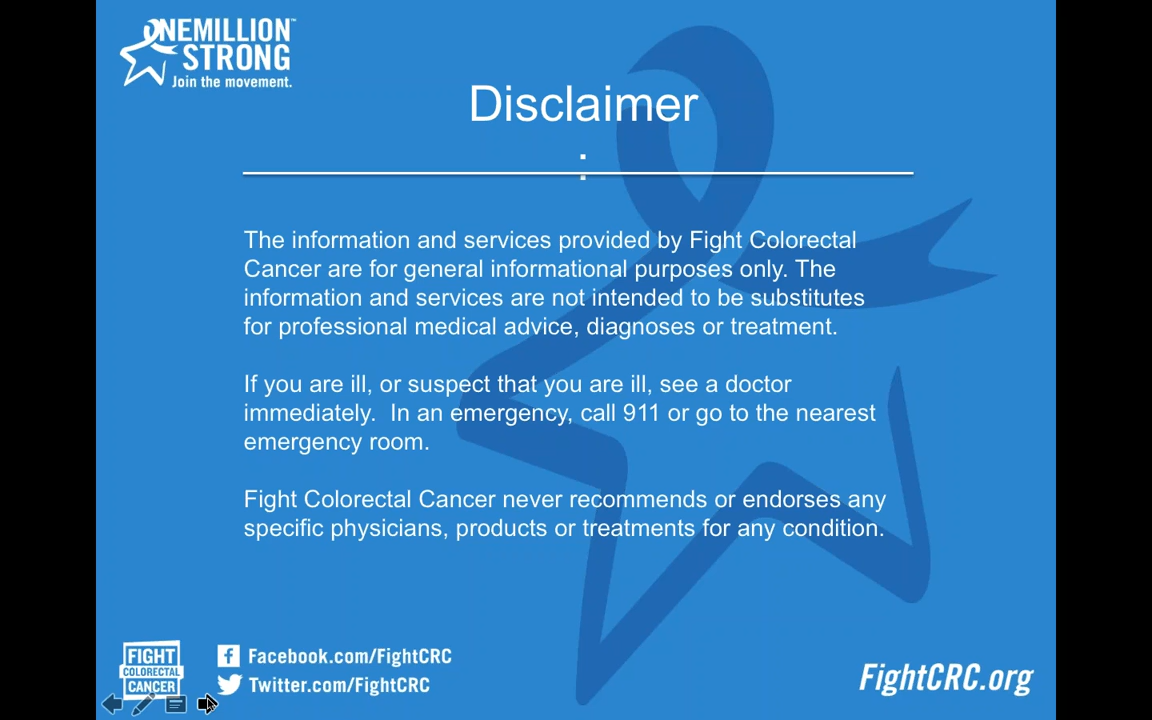 ONEMILLION™
STRONG
Join the movement.
Disclaimer
:
The information and services provided by Fight Colorectal
Cancer are for general informational purposes only. The
information and services are not intended to be substitutes
for professional medical advice, diagnoses or treatment.
If you are ill, or suspect that you are ill, see a doctor
immediately.  In an emergency, call 911 or go to the nearest
emergency room.
Fight Colorectal Cancer never recommends or endorses any
specific physicians, products or treatments for any condition.
FIGHT
COLORECTAL
CANCER
Facebook.com/FightCRC
Twitter.com/FightCRC
FightCRC.org